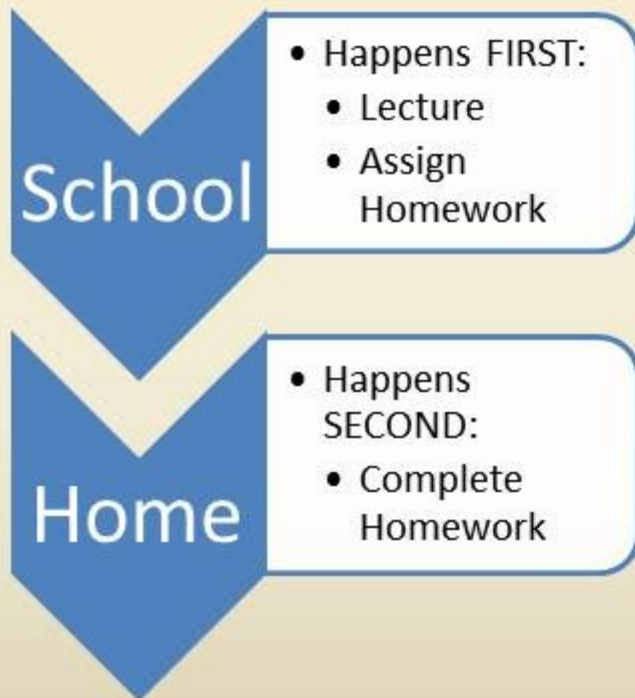 School
• Happens FIRST:
• Lecture
• Assign
Homework
Home
• Happens
SECOND:
• Complete
Homework